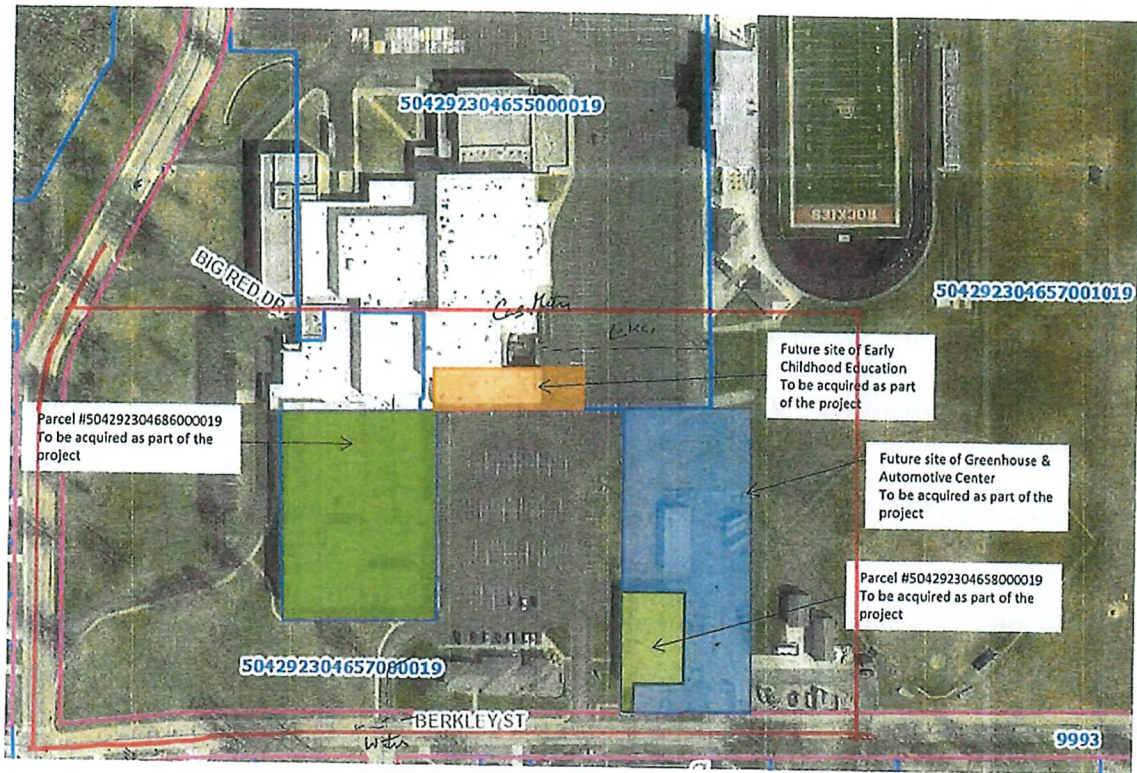 504292304655000019
ROCKIES
BIG RED DR
504292304657001019
Future site of Early
Childhood Education
To be acquired as part
of the project
Parcel #504292304686000019
To be acquired as part of the
project
Future site of Greenhouse &
Automotive Center
To be acquired as part of the
project
Parcel #504292304658000019
To be acquired as part of the
project
504292304657000019
BERKLEY ST
9993